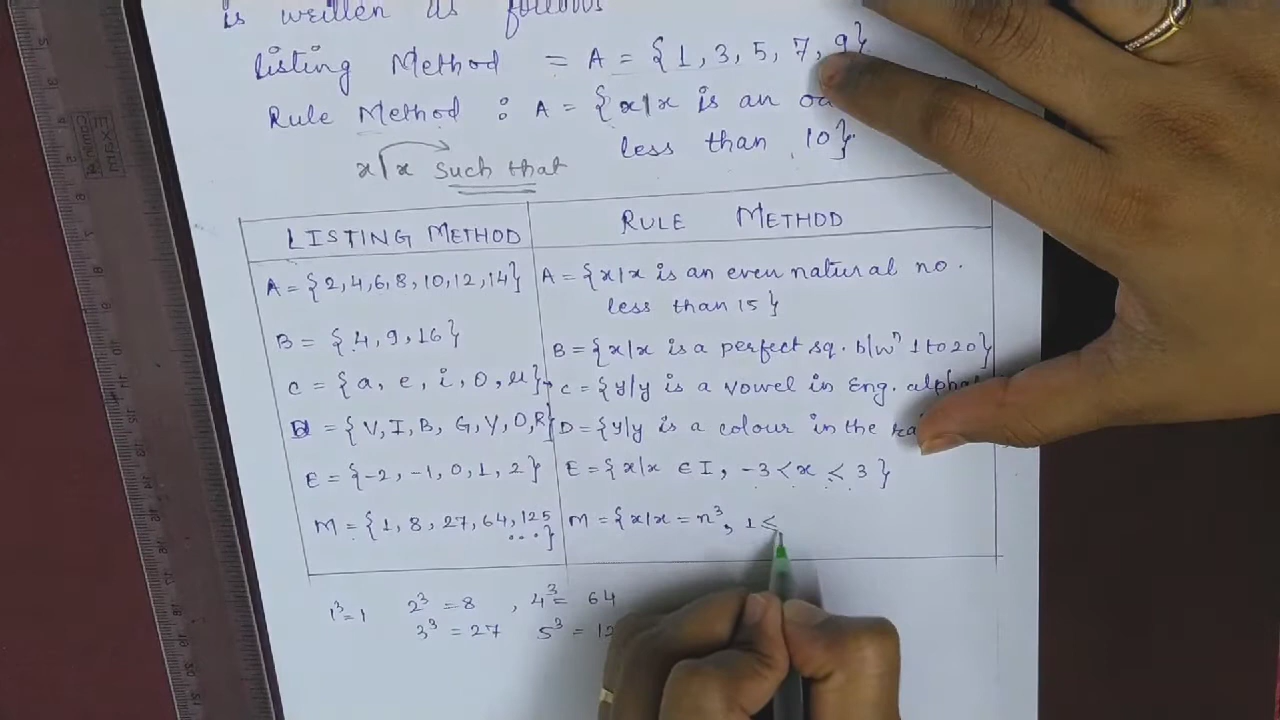 is written as follows
Listing Method = A = {1, 3, 5, 7, 9}
Rule Method : A = {x/x is an
less than 10}
x/x such that
LISTING METHOD
RULE METHOD
A = {2, 4, 6, 8, 10, 12, 14}
A = {x/x is an even natural no.
less than 15}
B = {4, 9, 16}
B = {x/x is a perfect sq. b/wⁿ 1 to 20}
C = {a, e, i, o, u}
C = {y/y is a vowel in Eng.
D = {V, I, B, G, Y, O, R}
D = {y/y is a colour in the
E = {-2, -1, 0, 1, 2}
E = {x/x ∈ I, -3 < x < 3}
M = {1, 8, 27, 64, 125
...}
M = {x/x = n³, 1 ≤
1³=1
2³ = 8 , 4³ = 64
3³ = 27 5³ =